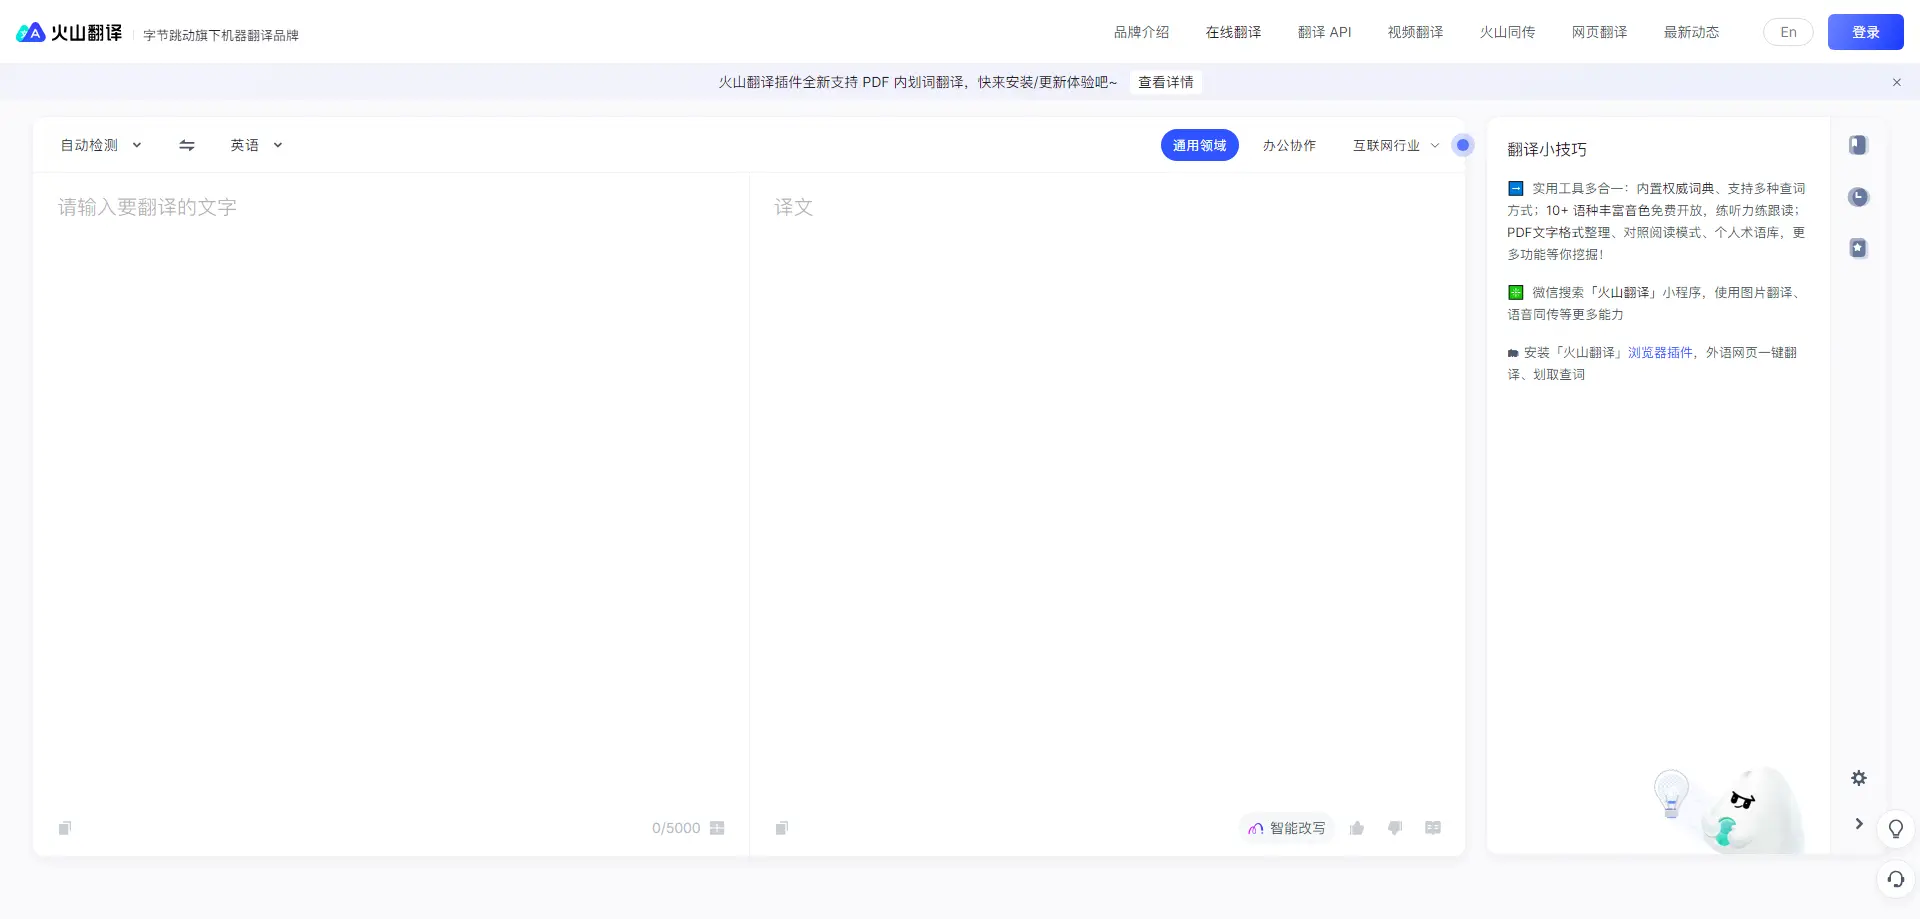 火山翻译
字节跳动旗下机器翻译品牌
品牌介绍
在线翻译
翻译 API
视频翻译
火山同传
网页翻译
最新动态
En
登录
火山翻译插件全新支持 PDF 内划词翻译，快来安装/更新体验吧~
查看详情
自动检测
英语
通用领域
办公协作
互联网行业
请输入要翻译的文字
译文
0/5000
智能改写
翻译小技巧
➡️ 实用工具多合一：内置权威词典、支持多种查词
方式；10+ 语种丰富音色免费开放，练听力练跟读；
PDF文字格式整理、对照阅读模式、个人术语库，更
多功能等你挖掘！
❇️ 微信搜索「火山翻译」小程序，使用图片翻译、
语音同传等更多能力
安装「火山翻译」浏览器插件，外语网页一键翻
译、划取查词